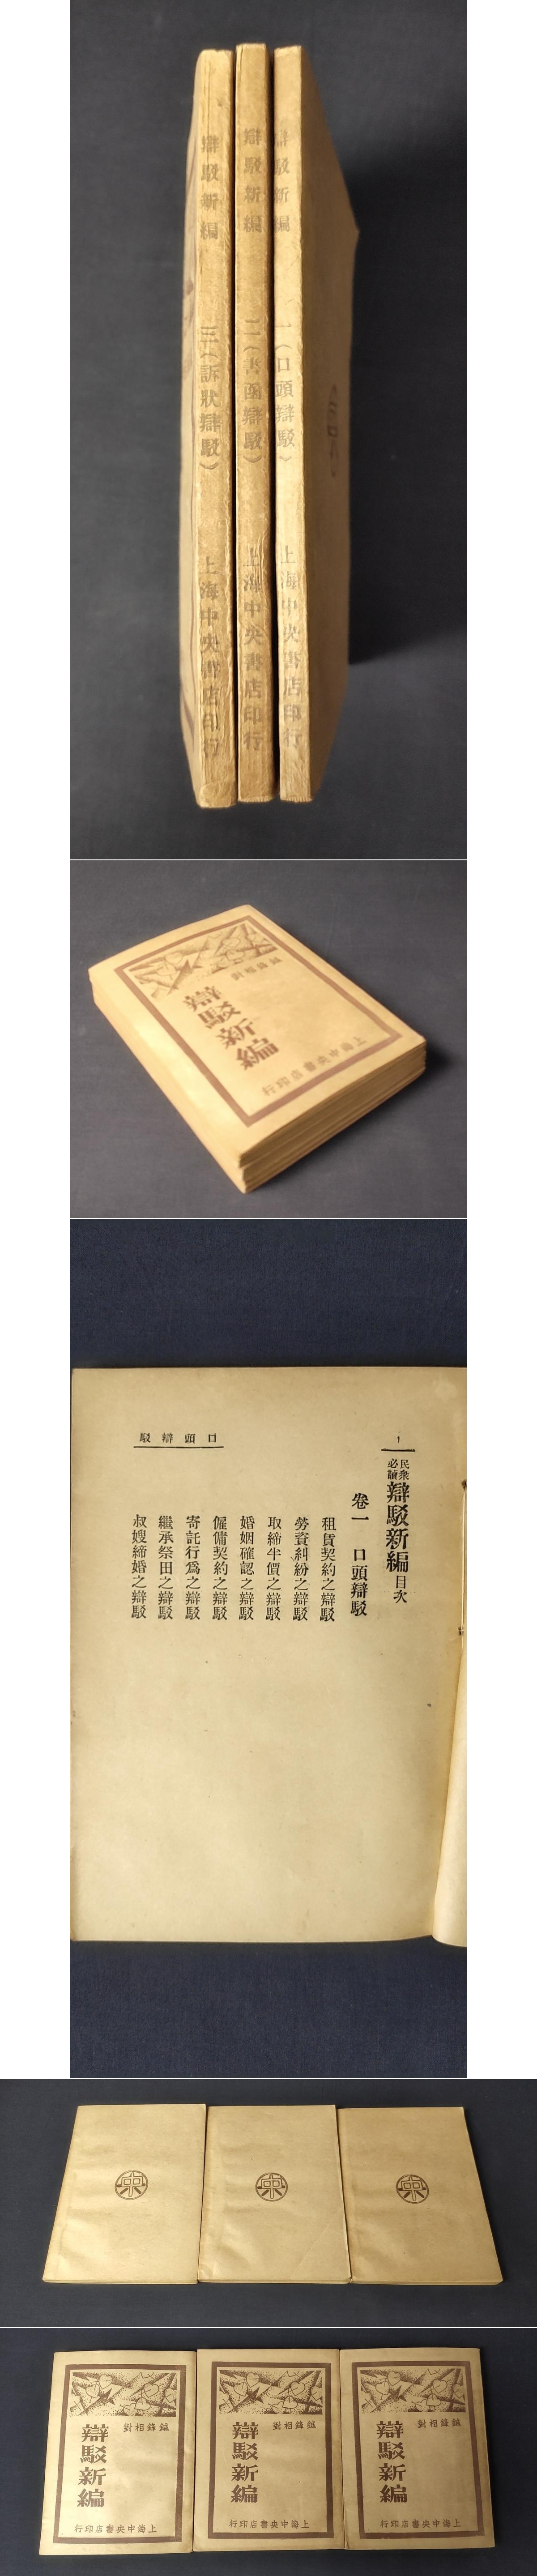 辯駁新編 三(訴狀辯駁) 上海中央書店印行
辯駁新編 二(書函辯駁) 上海中央書店印行
辯駁新編 一(口頭辯駁) 上海中央書店印行
鍼鋒相對
辯駁新編
上海中央書店印行
一
民衆必讀 辯駁新編 目次
卷一 口頭辯駁
租賃契約之辯駁
勞資糾紛之辯駁
取締半價之辯駁
婚姻確認之辯駁
僱傭契約之辯駁
寄託行爲之辯駁
繼承祭田之辯駁
叔嫂締婚之辯駁
口頭辯駁
鍼鋒相對
辯駁新編
上海中央書店印行
鍼鋒相對
辯駁新編
上海中央書店印行
鍼鋒相對
辯駁新編
上海中央書店印行